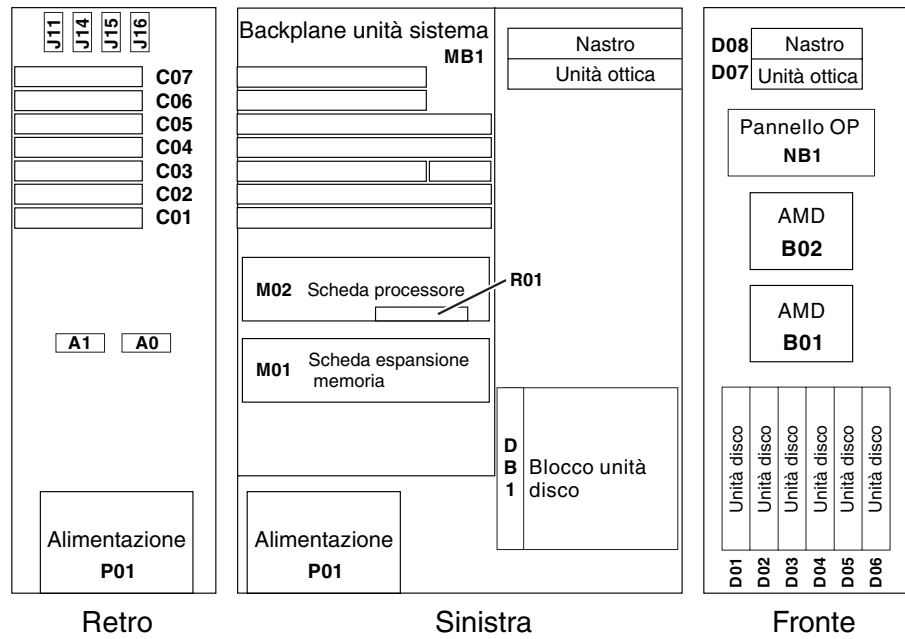 J11
J14
J15
J16
C07
C06
C05
C04
C03
C02
C01
A1
A0
Alimentazione
P01
Retro
Backplane unità sistema
MB1
Nastro
Unità ottica
M02 Scheda processore
R01
M01 Scheda espansione
memoria
D
B
1
Blocco unità
disco
Alimentazione
P01
Sinistra
D08 Nastro
D07 Unità ottica
Pannello OP
NB1
AMD
B02
AMD
B01
Unità disco
Unità disco
Unità disco
Unità disco
Unità disco
Unità disco
D01
D02
D03
D04
D05
D06
Fronte